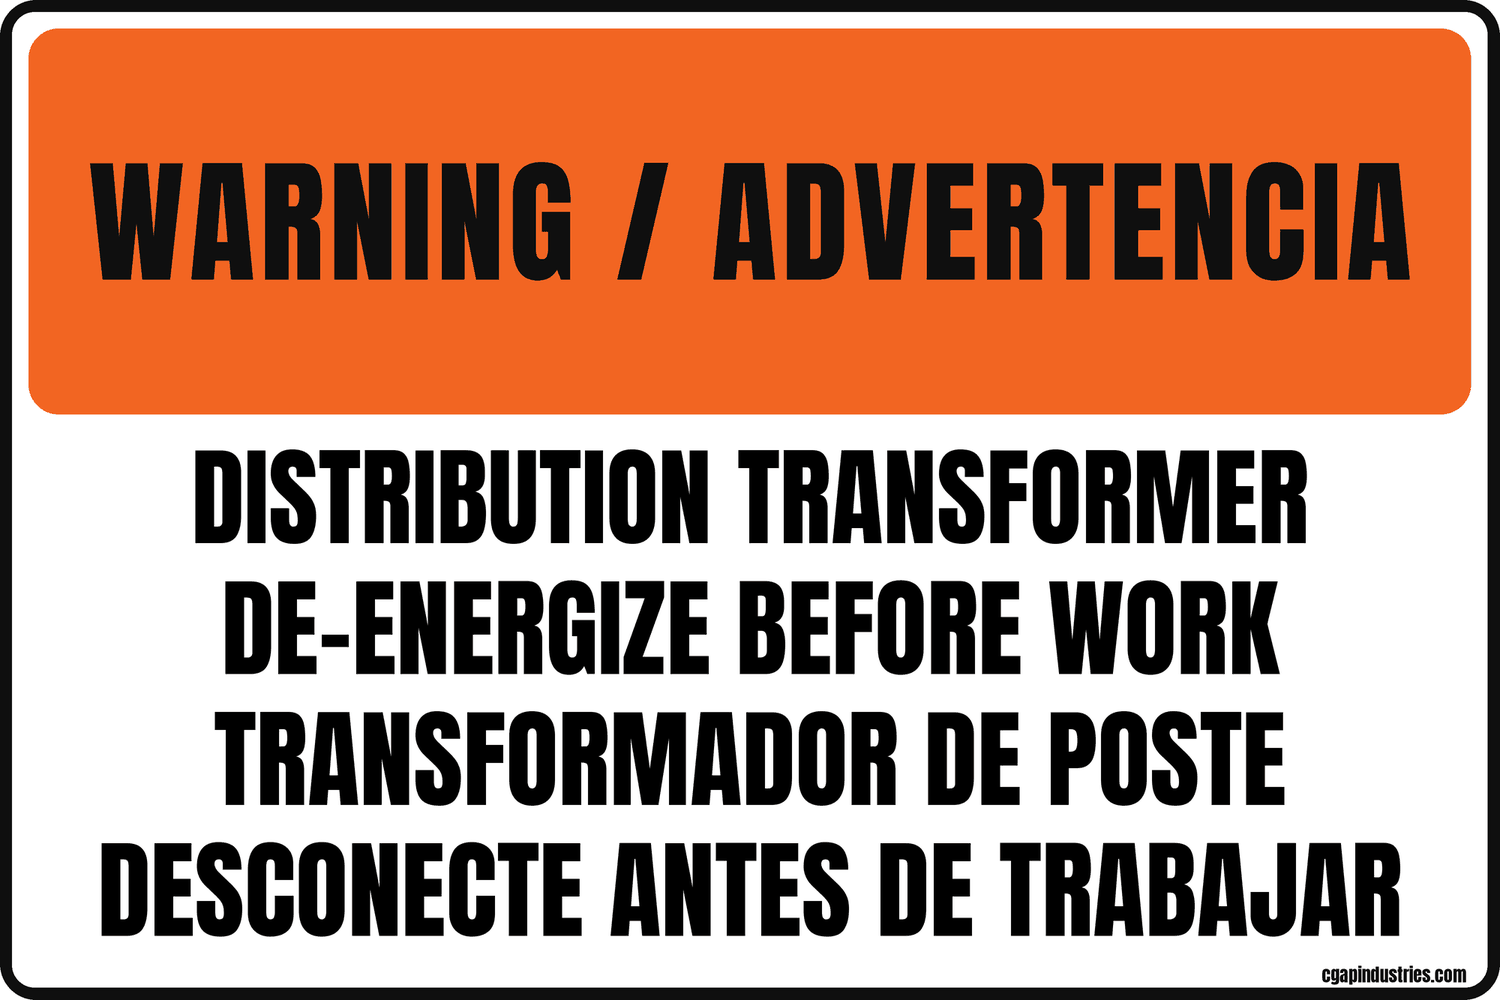 WARNING / ADVERTENCIA
DISTRIBUTION TRANSFORMER
DE-ENERGIZE BEFORE WORK
TRANSFORMADOR DE POSTE
DESCONECTE ANTES DE TRABAJAR
cgapindustries.com